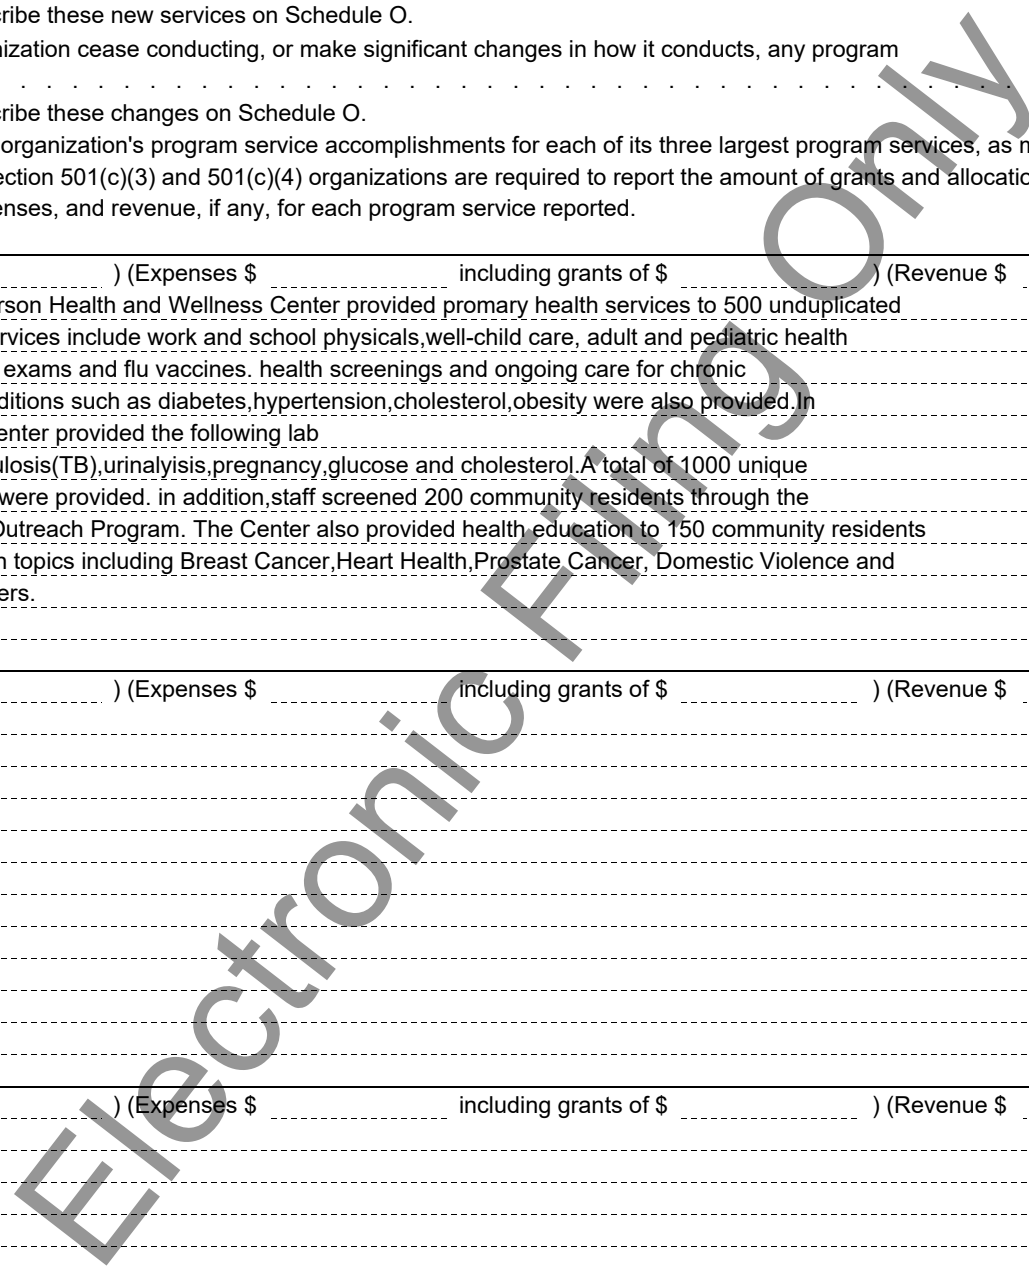 cribe these new services on Schedule O.
nization cease conducting, or make significant changes in how it conducts, any program
. . . . . . . . . . . . . . . . . . . . . . . . . . . . . . . . . . . . . . .
cribe these changes on Schedule O.
organization's program service accomplishments for each of its three largest program services, as m
ection 501(c)(3) and 501(c)(4) organizations are required to report the amount of grants and allocatio
enses, and revenue, if any, for each program service reported.
) (Expenses $ including grants of $ ) (Revenue $
rson Health and Wellness Center provided promary health services to 500 unduplicated
rvices include work and school physicals,well-child care, adult and pediatric health
exams and flu vaccines. health screenings and ongoing care for chronic
ditions such as diabetes,hypertension,cholesterol,obesity were also provided.In
enter provided the following lab
ulosis(TB),urinalyisis,pregnancy,glucose and cholesterol.A total of 1000 unique
were provided. in addition,staff screened 200 community residents through the
Outreach Program. The Center also provided health education to 150 community residents
n topics including Breast Cancer,Heart Health,Prostate Cancer, Domestic Violence and
ers.
) (Expenses $ including grants of $ ) (Revenue $
) (Expenses $ including grants of $ ) (Revenue $
Electronic Filing Only